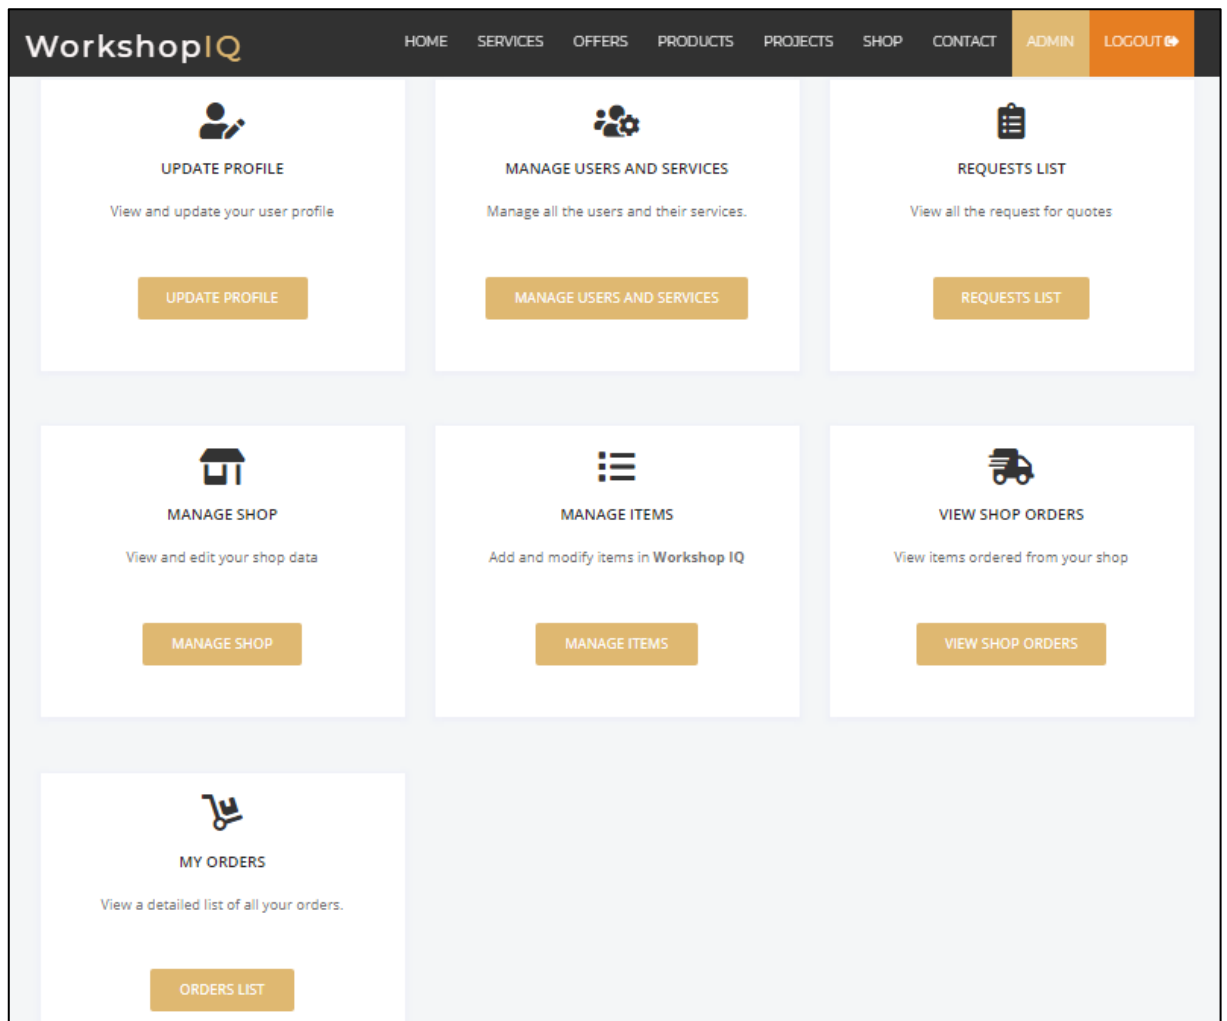 WorkshopIQ
HOME SERVICES OFFERS PRODUCTS PROJECTS SHOP CONTACT ADMIN LOGOUT
UPDATE PROFILE
View and update your user profile
UPDATE PROFILE
MANAGE USERS AND SERVICES
Manage all the users and their services.
MANAGE USERS AND SERVICES
REQUESTS LIST
View all the request for quotes
REQUESTS LIST
MANAGE SHOP
View and edit your shop data
MANAGE SHOP
MANAGE ITEMS
Add and modify items in Workshop IQ
MANAGE ITEMS
VIEW SHOP ORDERS
View items ordered from your shop
VIEW SHOP ORDERS
MY ORDERS
View a detailed list of all your orders.
ORDERS LIST